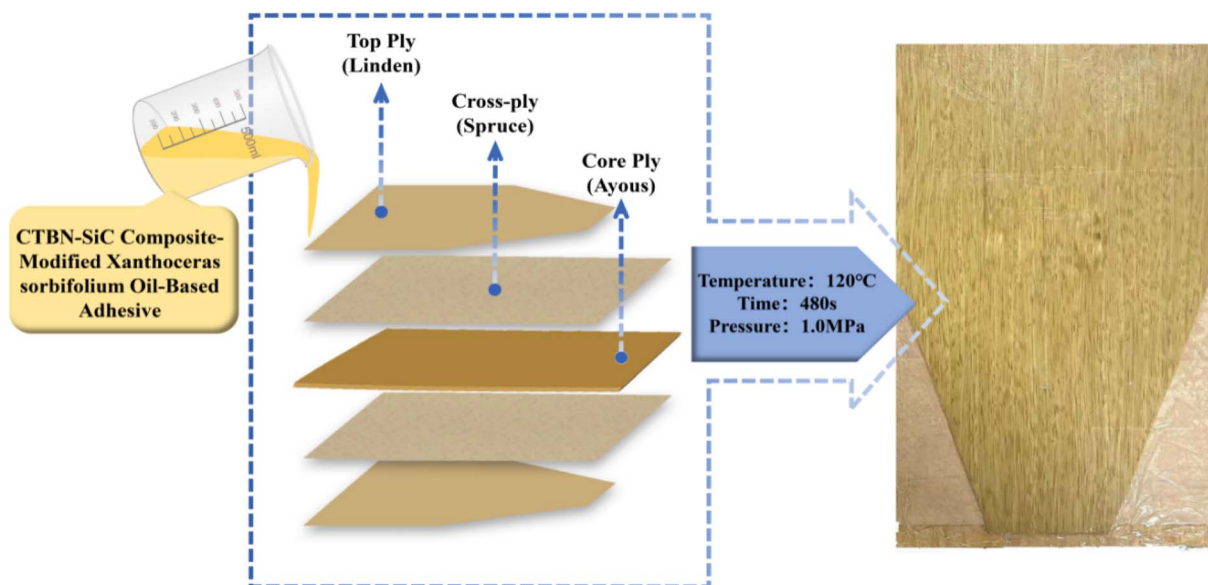 Top Ply
(Linden)
Cross-ply
(Spruce)
Core Ply
(Ayous)
500ml
CTBN-SiC Composite-
Modified Xanthoceras
sorbifolium Oil-Based
Adhesive
Temperature：120℃
Time：480s
Pressure：1.0MPa